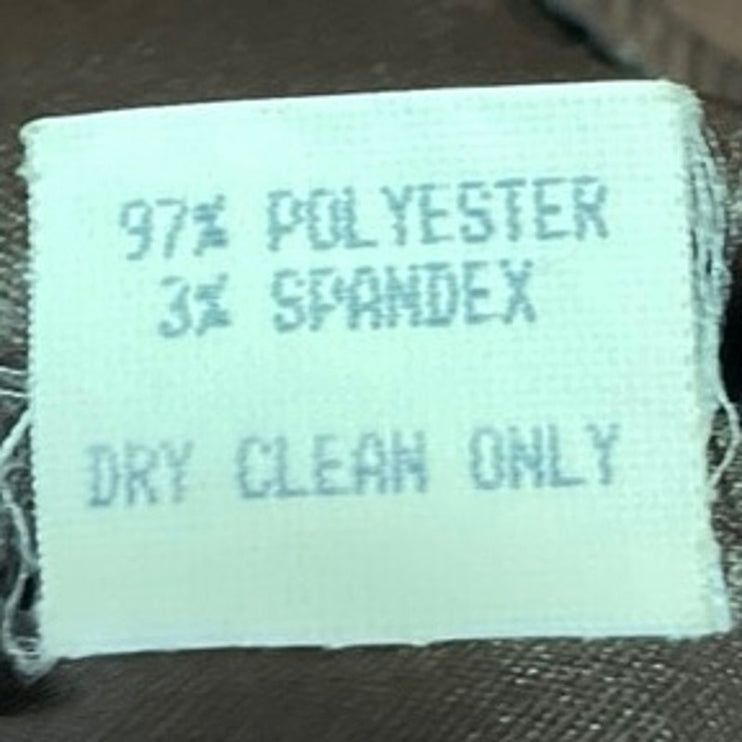 97% POLYESTER
3% SPANDEX
DRY CLEAN ONLY